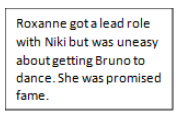 Roxanne got a lead role
with Niki but was uneasy
about getting Bruno to
dance. She was promised
fame.